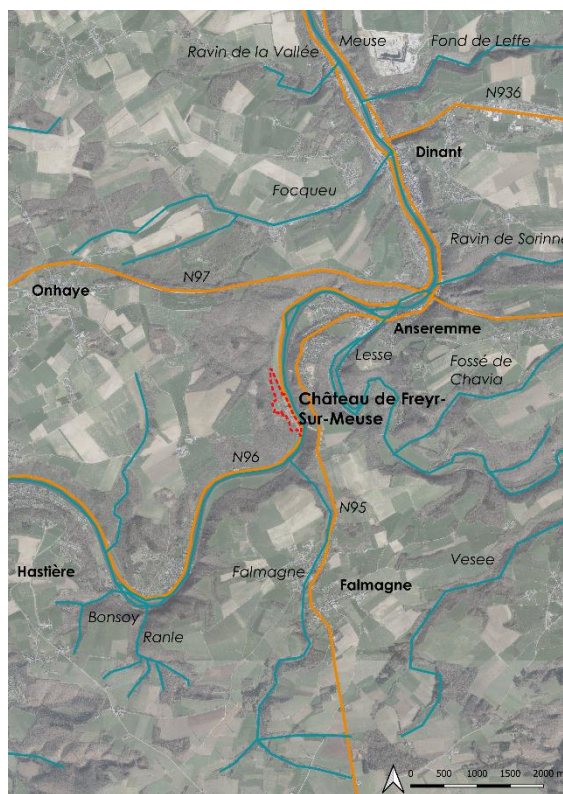 Ravin de la Vallée
Meuse
Fond de Leffe
N936
Dinant
Focqueu
Ravin de Sorinne
N97
Onhaye
Anseremme
Lesse
Fossé de
Chavia
Château de Freyr-
Sur-Meuse
N96
N95
Vesee
Hastière
Falmagne
Falmagne
Bonsoy
Ranle
0 500 1000 1500 2000 m